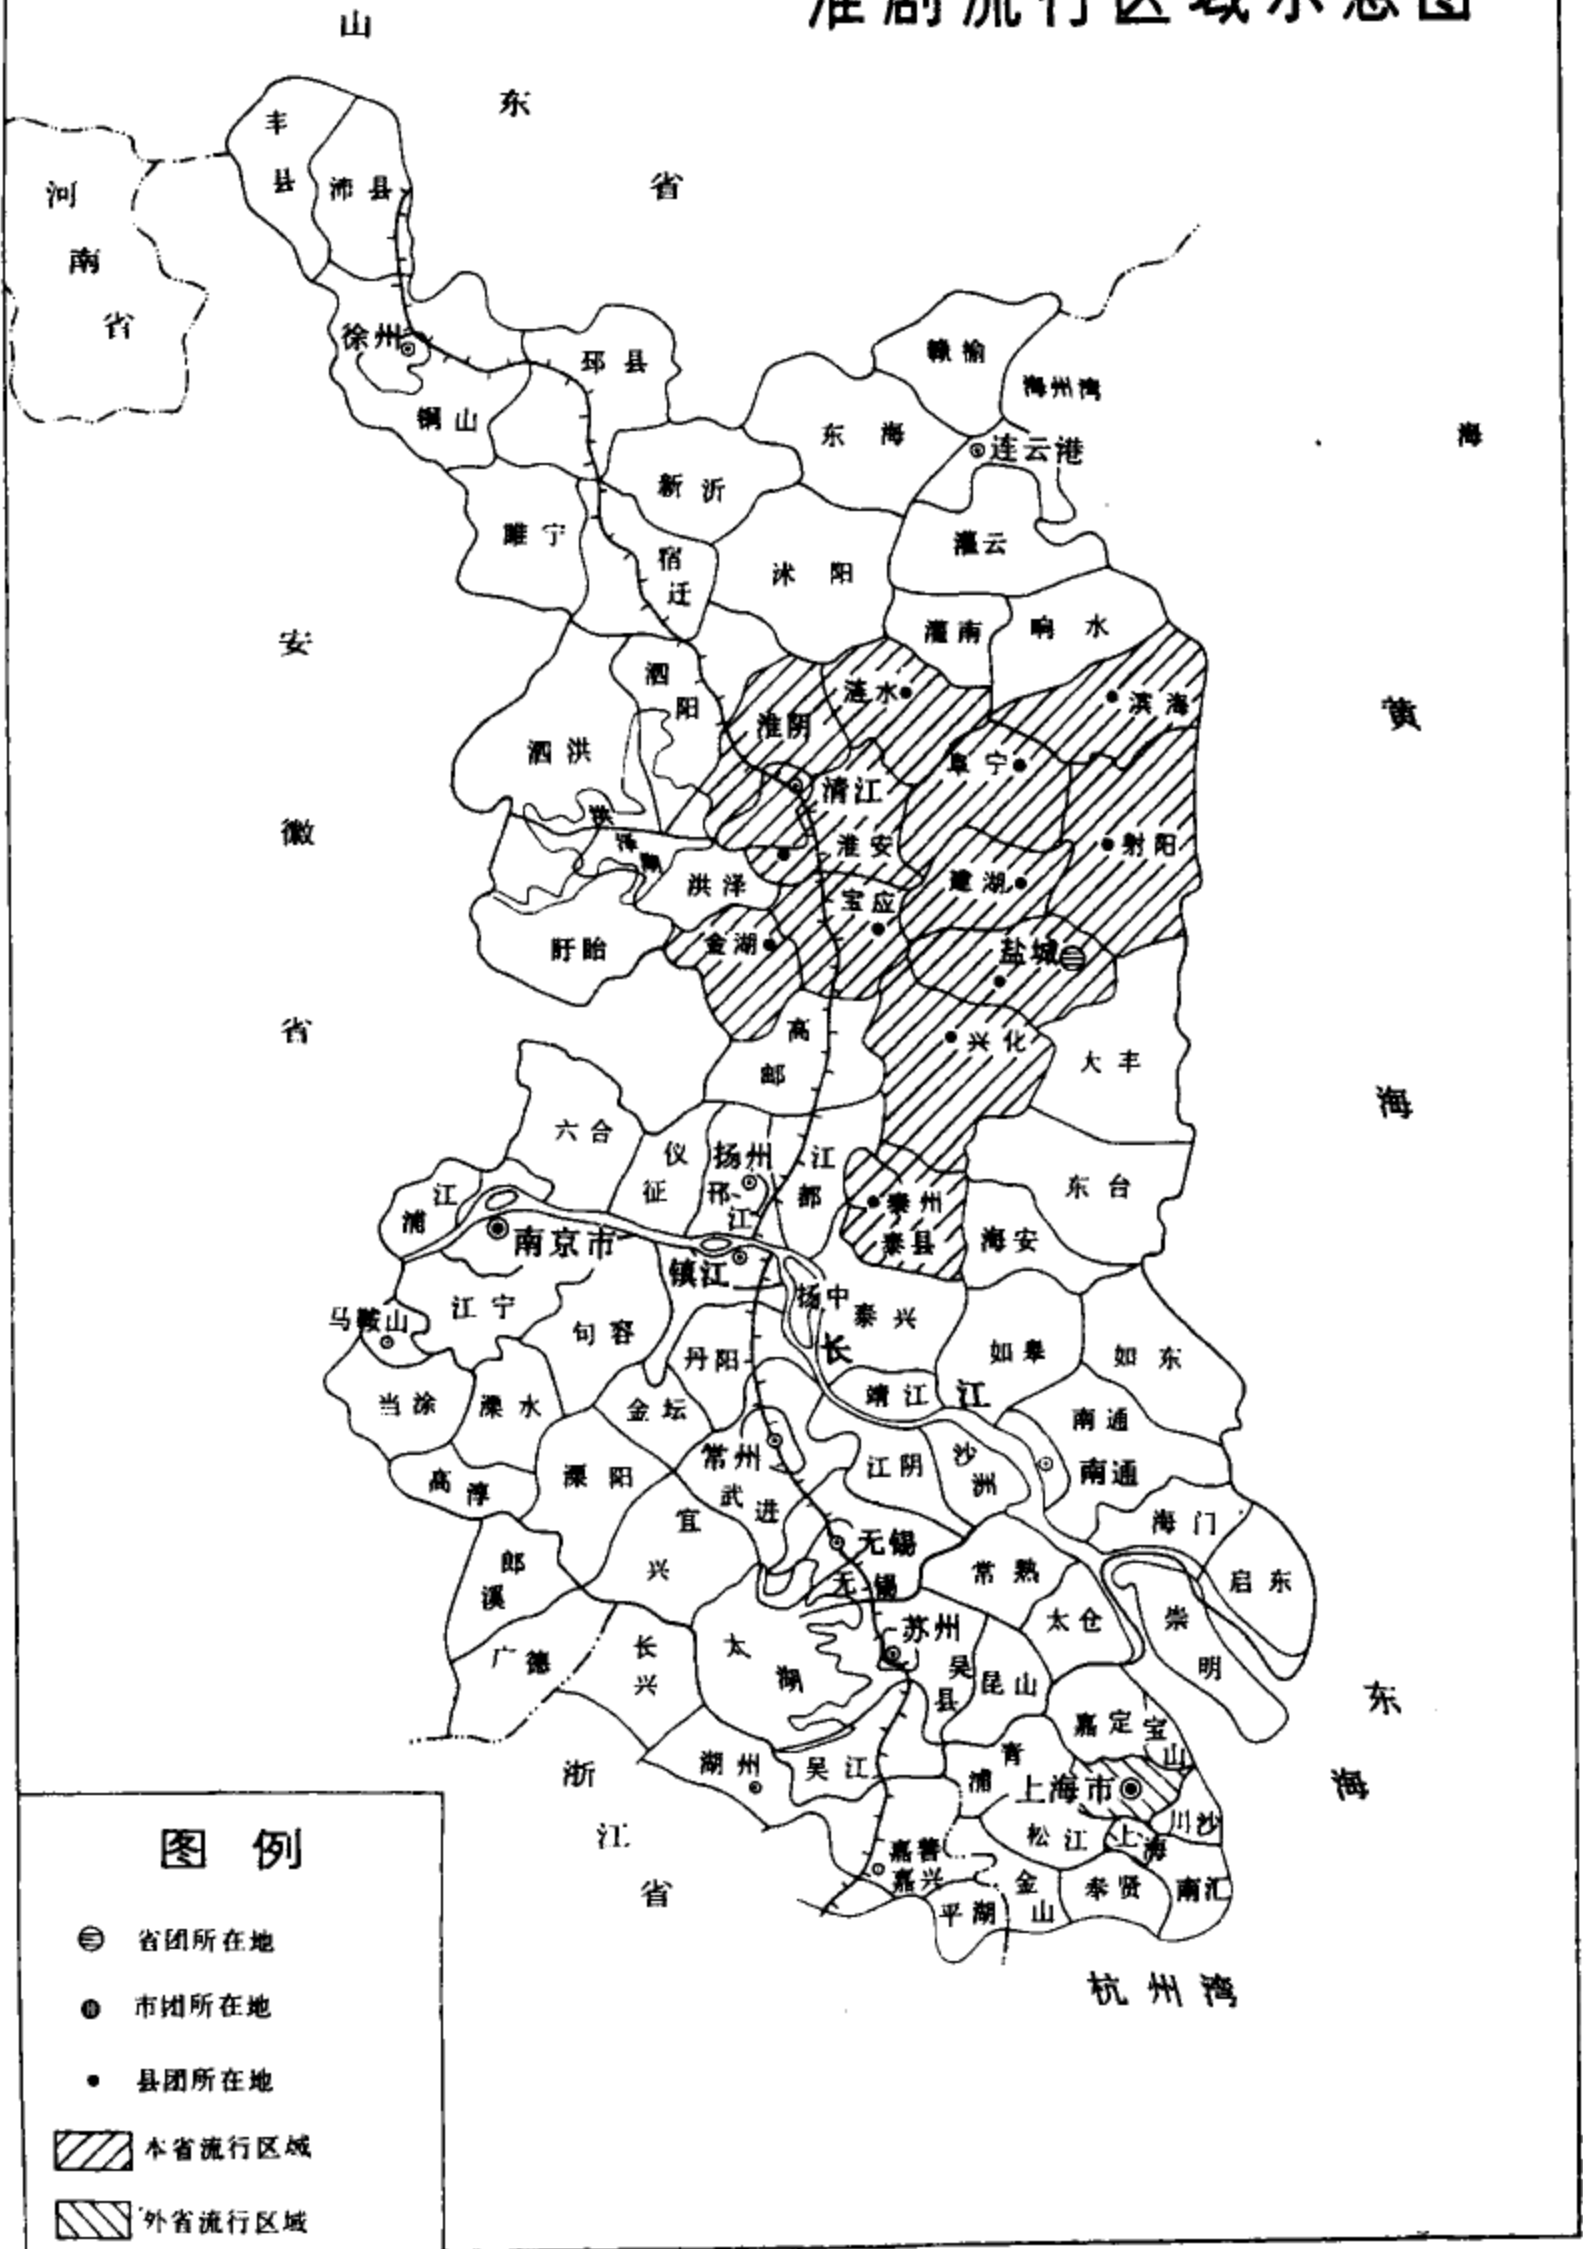 淮剧流行区域示意图
山
东
省
河
南
省
丰
县
沛县
徐州
邳县
赣榆
海州湾
铜山
东海
连云港
海
新沂
睢宁
宿
迁
沭阳
灌云
灌南
响水
安
徽
省
泗
阳
泗洪
涟水
滨海
黄
海
淮阴
阜宁
清江
洪
泽
湖
淮安
射阳
洪泽
建湖
宝应
盱眙
金湖
盐城
高
邮
兴化
大丰
六合
仪
征
扬州
邗
江
江
都
东台
江
浦
泰州
泰县
海安
南京市
镇江
扬中
江宁
马鞍山
句容
泰兴
长
江
丹阳
如皋
如东
当涂
溧水
金坛
靖江
南通
常州
江阴
沙
洲
南通
高淳
溧阳
武进
宜
兴
海门
无锡
无锡
常熟
启东
郎
溪
太仓
崇
明
苏州
广德
长
兴
太
湖
吴
县
昆山
东
海
嘉定
宝
山
青
浦
湖州
吴江
上海市
浙
江
省
川沙
松江
上海
嘉善
嘉兴
金
山
奉贤
南汇
平湖
杭州湾
图例
省团所在地
市团所在地
县团所在地
本省流行区域
外省流行区域